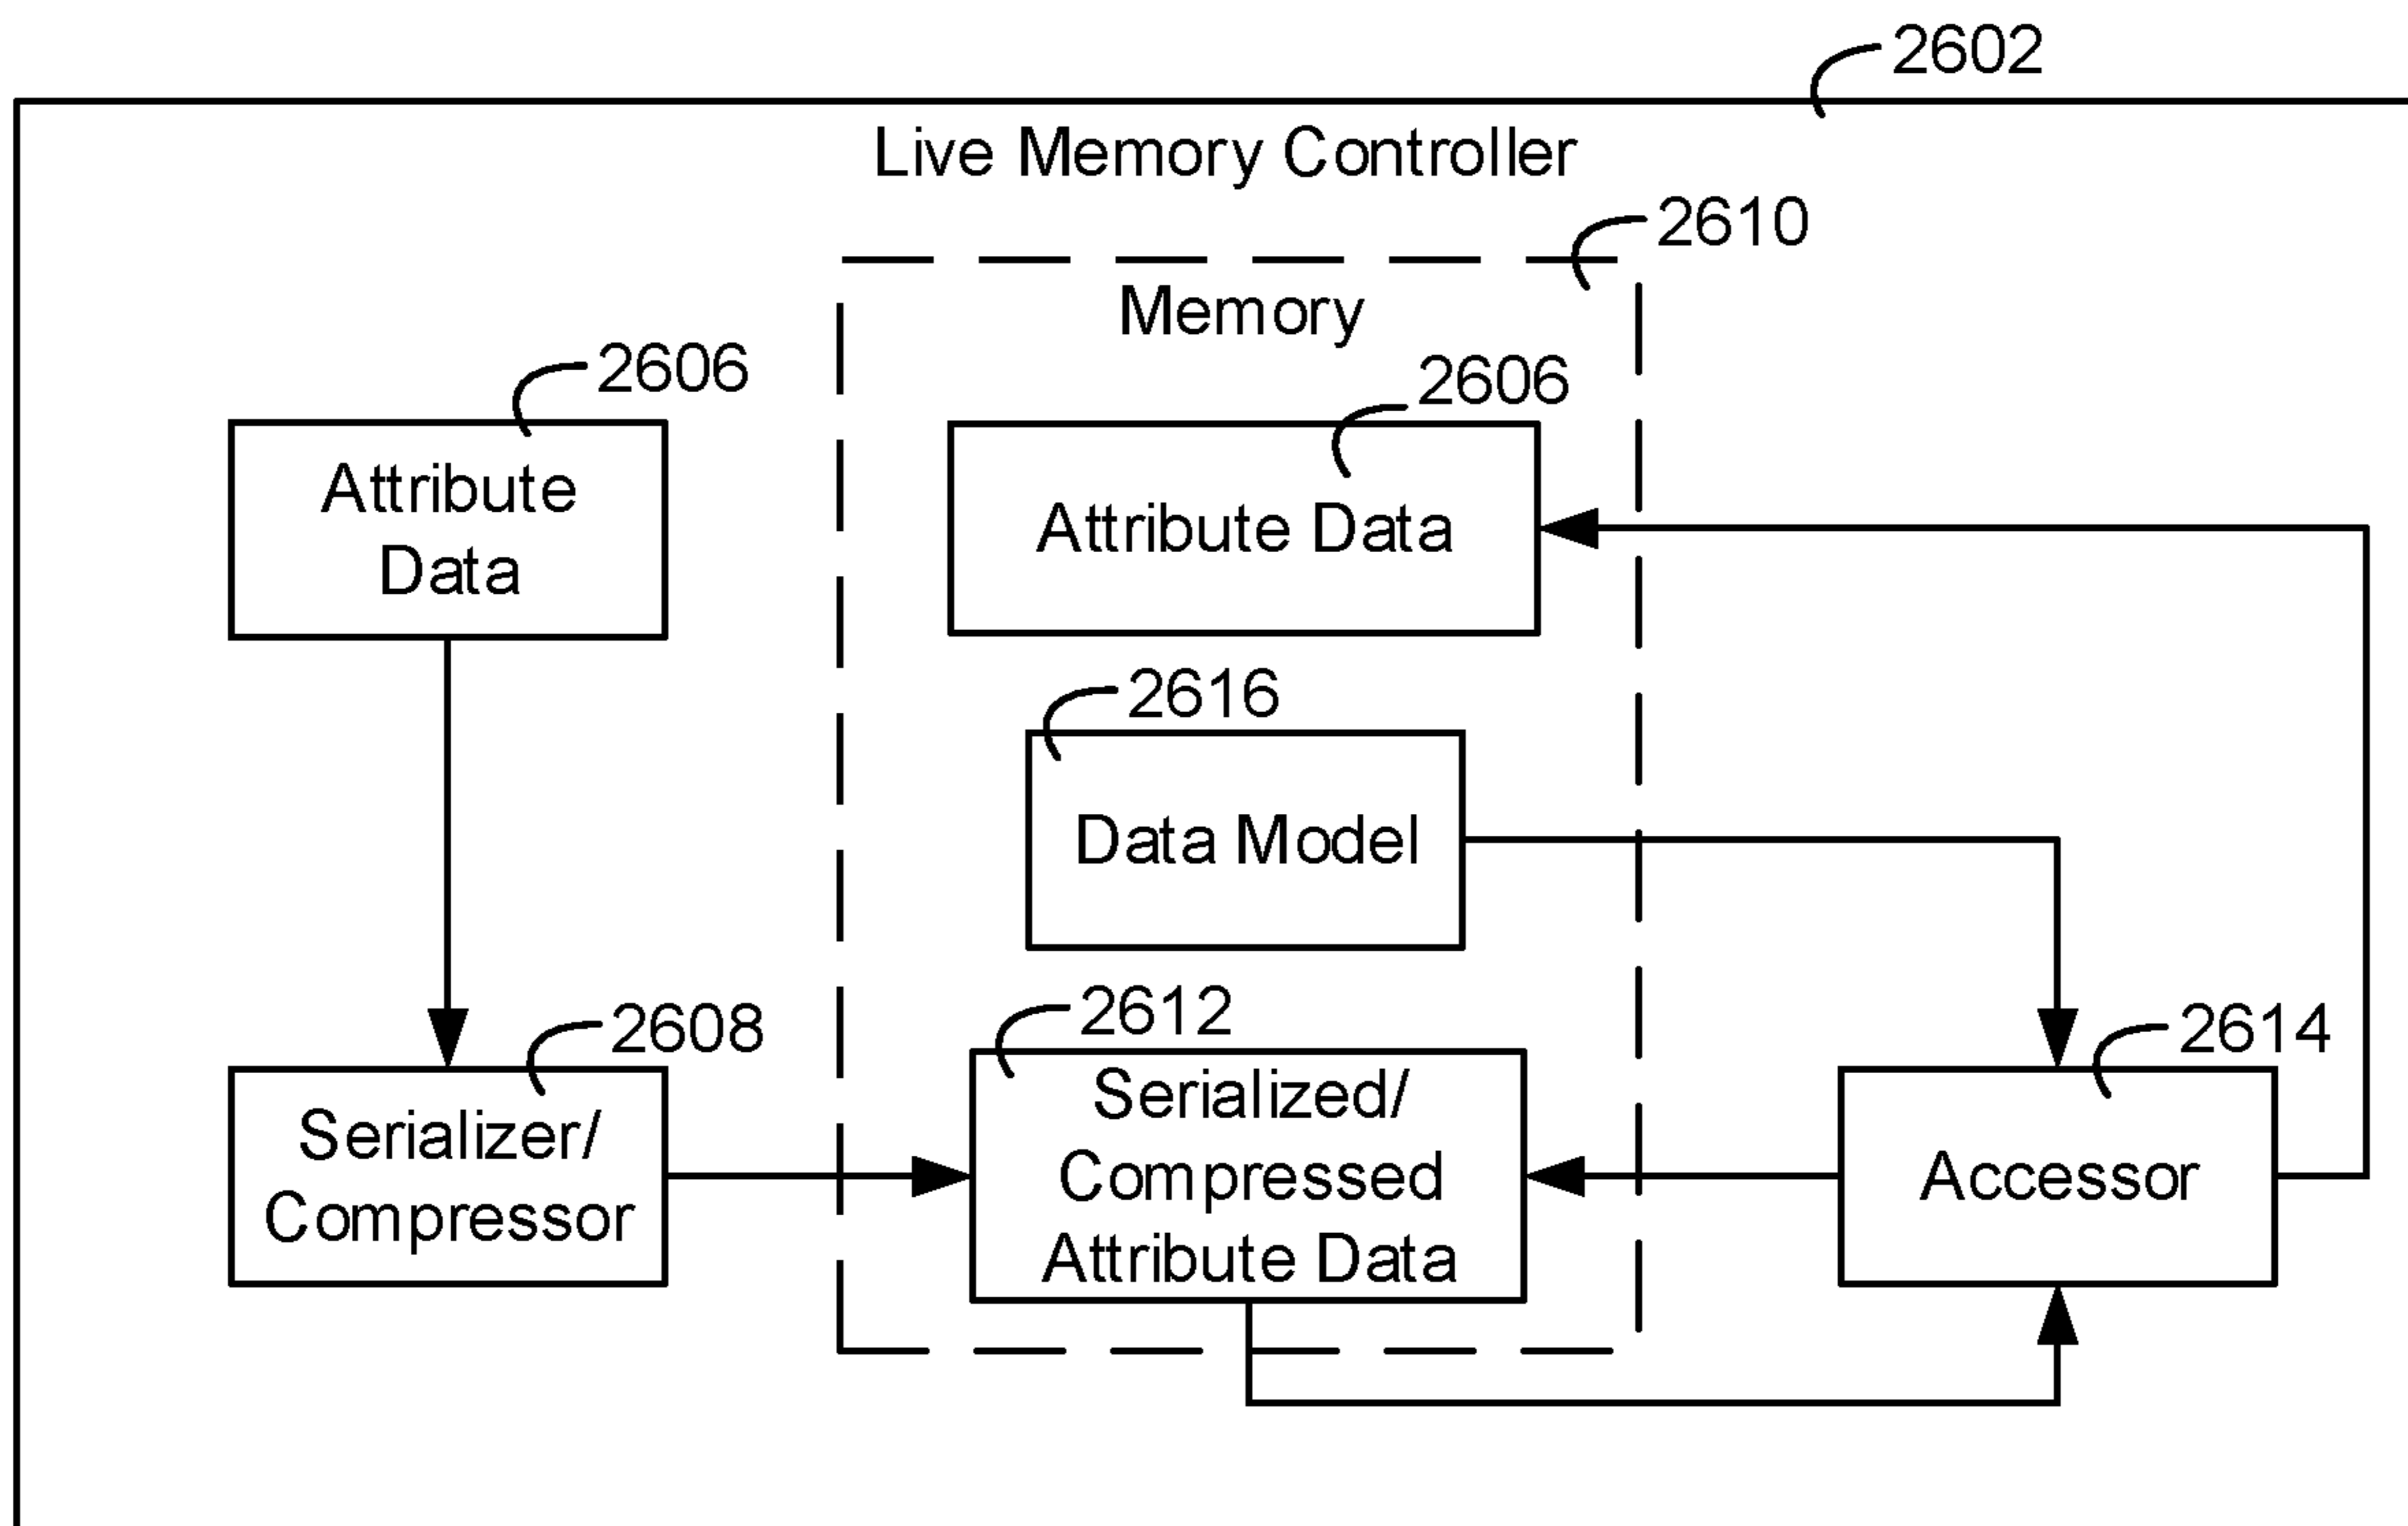 2602
Live Memory Controller
2610
Memory
2606
Attribute
Data
2606
Attribute Data
2616
Data Model
2608
Serializer/
Compressor
2612
Serialized/
Compressed
Attribute Data
2614
Accessor